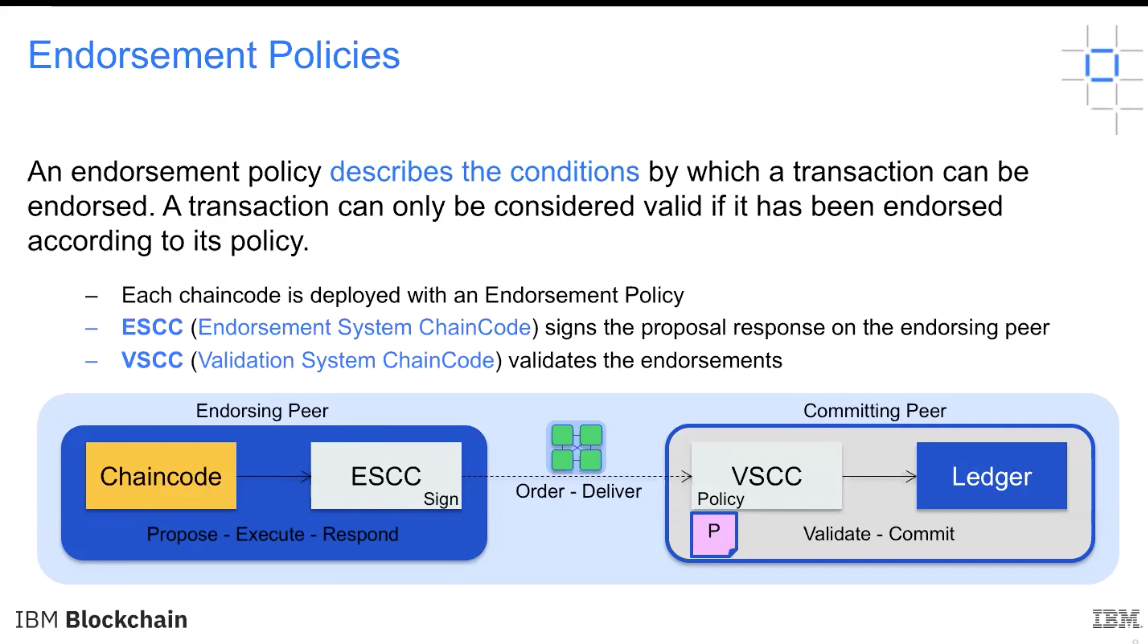 Endorsement Policies
An endorsement policy describes the conditions by which a transaction can be
endorsed. A transaction can only be considered valid if it has been endorsed
according to its policy.
– Each chaincode is deployed with an Endorsement Policy
– ESCC (Endorsement System ChainCode) signs the proposal response on the endorsing peer
– VSCC (Validation System ChainCode) validates the endorsements
Endorsing Peer
Committing Peer
Chaincode
ESCC
Sign
Propose - Execute - Respond
Order - Deliver
VSCC
Policy
P
Ledger
Validate - Commit
IBM Blockchain
IBM